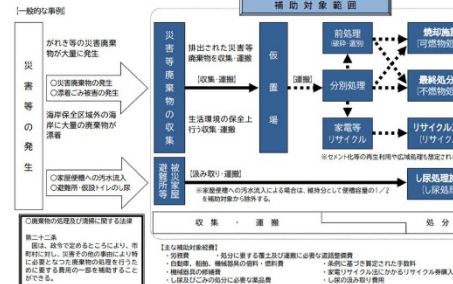 補助対象範囲
【一般的な事例】
災害等の発生
がれき等の災害廃棄
物が大量に発生
○災害廃棄物の発生
○漂着ごみ被害の発生
海岸保全区域外の海
岸に大量の廃棄物が
漂着
○家屋便槽への汚水流入
○避難所・仮設トイレのし尿
災害等廃棄物の収集
排出された災害等
廃棄物を収集・運搬
【収集・運搬】
生活環境の保全上
行う収集・運搬
仮置場
【運搬】
前処理
(破砕・選別)
分別処理
家電等
リサイクル
焼却施
【可燃物処
最終処分
【不燃物処
リサイクル
【リサイク
※セメント化等の再生利用や広域処理も想定され
被災家屋
避難所等
【汲み取り・運搬】
※家屋便槽への汚水流入による場合は、維持分として便槽容量の1/2
を補助対象から除外する。
し尿処理施
【し尿処理
収集・運搬
処分
○廃棄物の処理及び清掃に関する法律
第二十二条
国は、政令で定めるところにより、市
町村に対し、災害その他の事由により特
に必要となつた廃棄物の処理を行うた
めに要する費用の一部を補助すること
ができる。
【主な補助対象経費】
・労務費 ・処分に要する覆土及び運搬に必要な道路整備費
・自動車、船舶、機械器具の借料・燃料費 ・条例に基づき算定された手数料
・機械器具の修繕費 ・家電リサイクル法にかかるリサイクル券購入
・し尿及びごみの処分に必要な薬品費 ・し尿の汲み取り費用